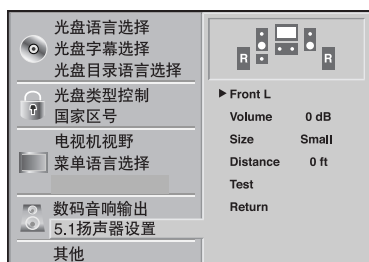 光盘语言选择
光盘字幕选择
光盘目录语言选择
光盘类型控制
国家区号
电视机视野
菜单语言选择
数码音响输出
5.1扬声器设置
其他
R R
Front L
Volume 0 dB
Size Small
Distance 0 ft
Test
Return